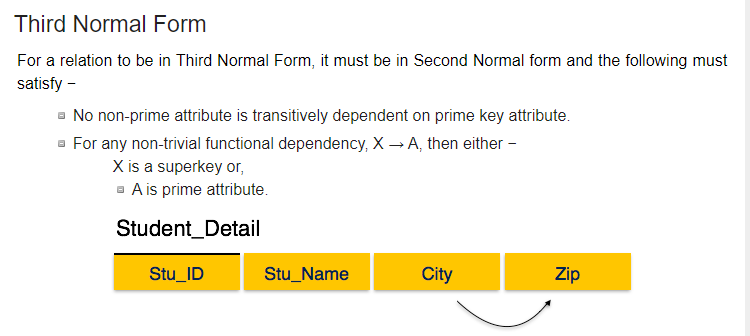 Third Normal Form
For a relation to be in Third Normal Form, it must be in Second Normal form and the following must
satisfy −
No non-prime attribute is transitively dependent on prime key attribute.
For any non-trivial functional dependency, X → A, then either −
X is a superkey or,
A is prime attribute.
Student_Detail
Stu_ID Stu_Name City Zip